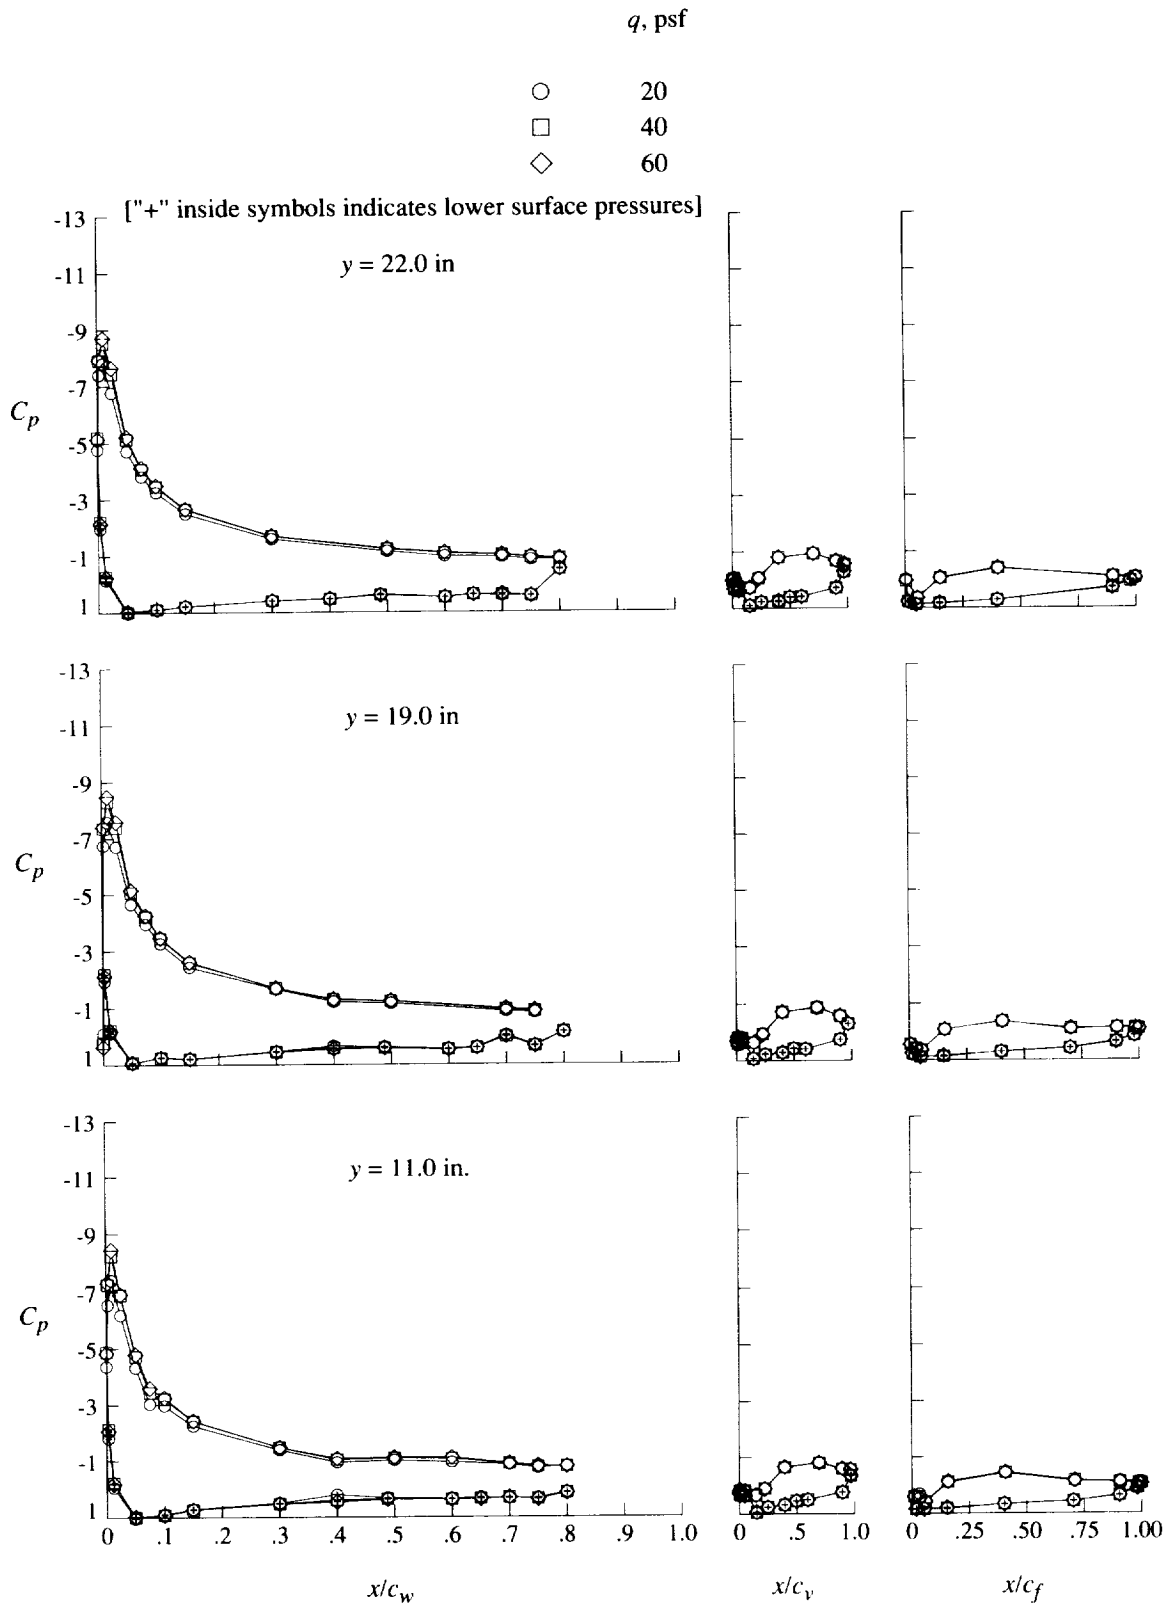 q, psf
20
40
60
["+" inside symbols indicates lower surface pressures]
-13
y = 22.0 in
-11
-9
-7
C_p
-5
-3
-1
1
-13
y = 19.0 in
-11
-9
-7
C_p
-5
-3
-1
1
-13
y = 11.0 in.
-11
-9
-7
C_p
-5
-3
-1
1
0 .1 .2 .3 .4 .5 .6 .7 .8 .9 1.0 0 .5 1.0 0 .25 .50 .75 1.00
x/c_w x/c_v x/c_f